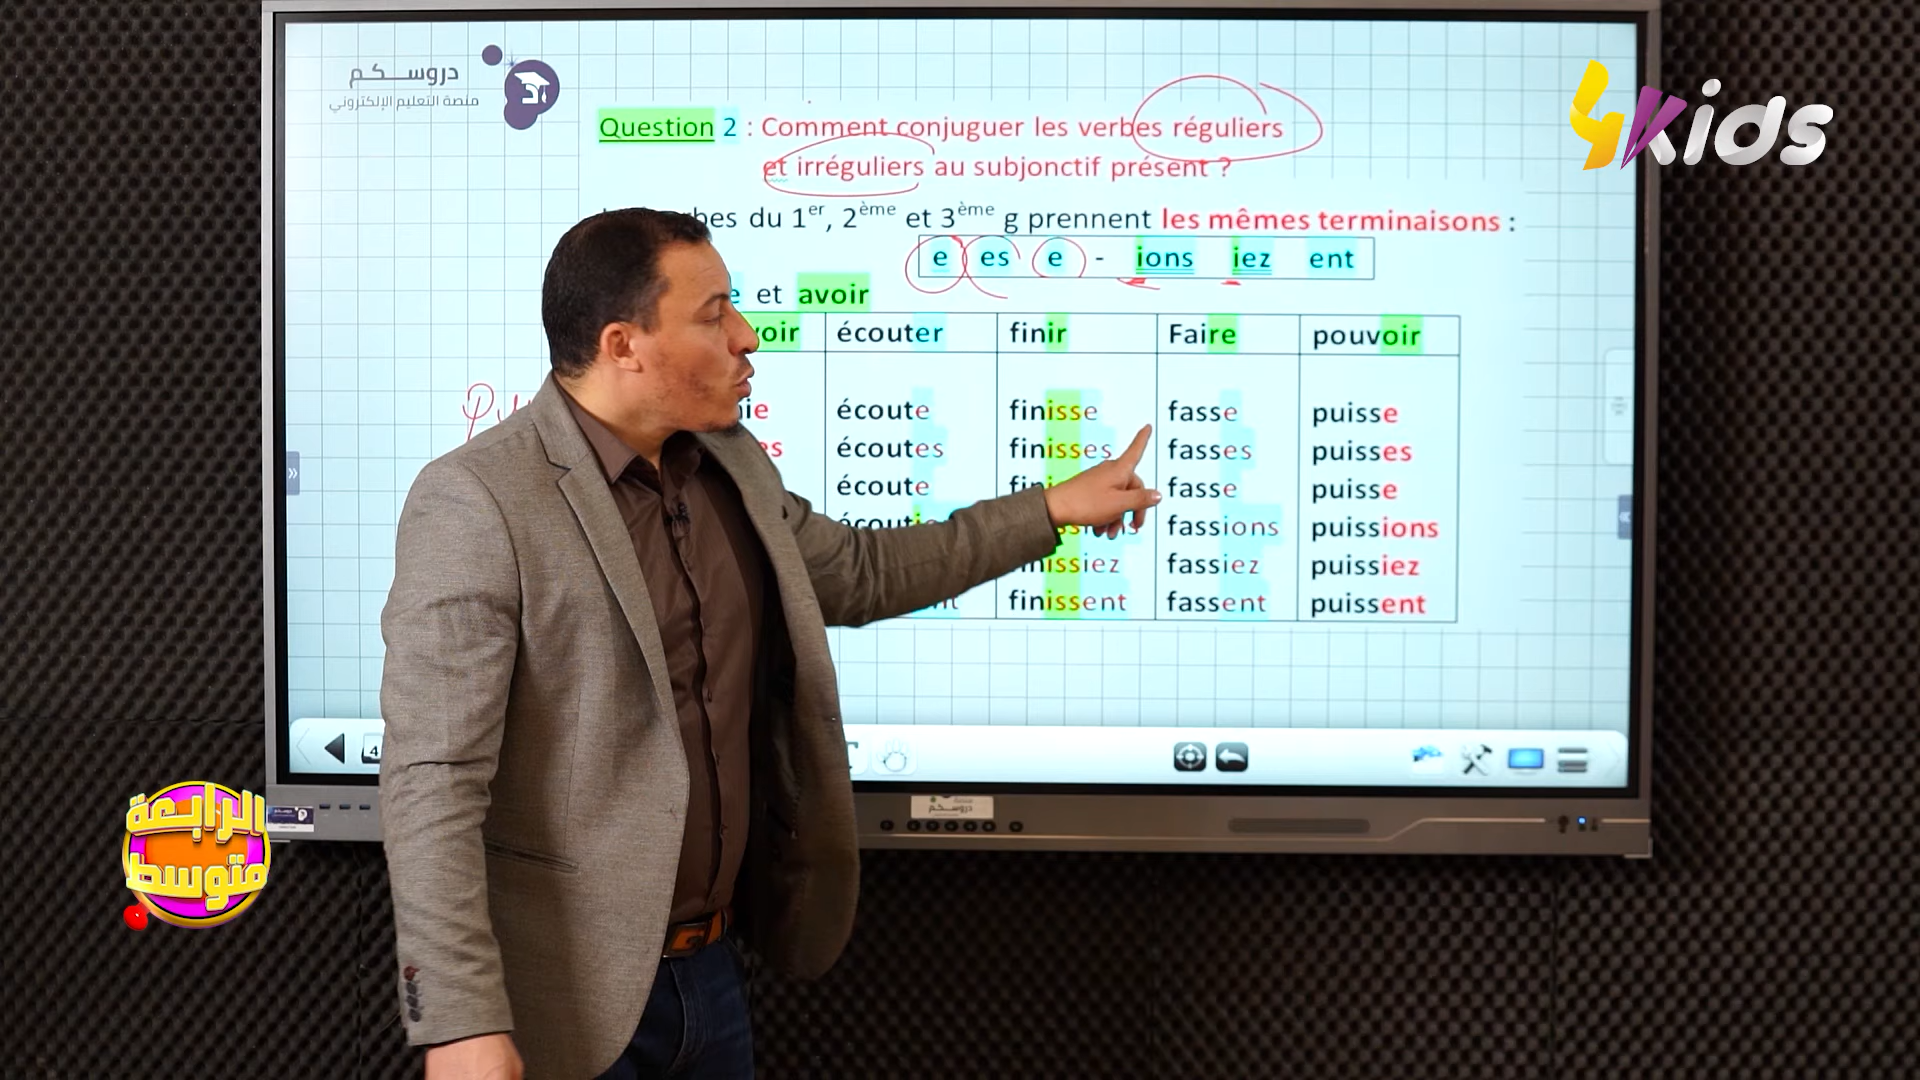 دروسكم
منصة التعليم الإلكتروني
4Kids
Question 2 : Comment conjuguer les verbes réguliers
et irréguliers au subjonctif présent ?
du 1er, 2ème et 3ème g prennent les mêmes terminaisons :
e es e - ions iez ent
et avoir
écouter finir Faire pouvoir
écoute finisse fasse puisse
écoutes finisses fasses puisses
écoute fasse puisse
fassions puissions
fassiez puissiez
finissent fassent puissent
4
دروسكم
الرابعة
متوسط